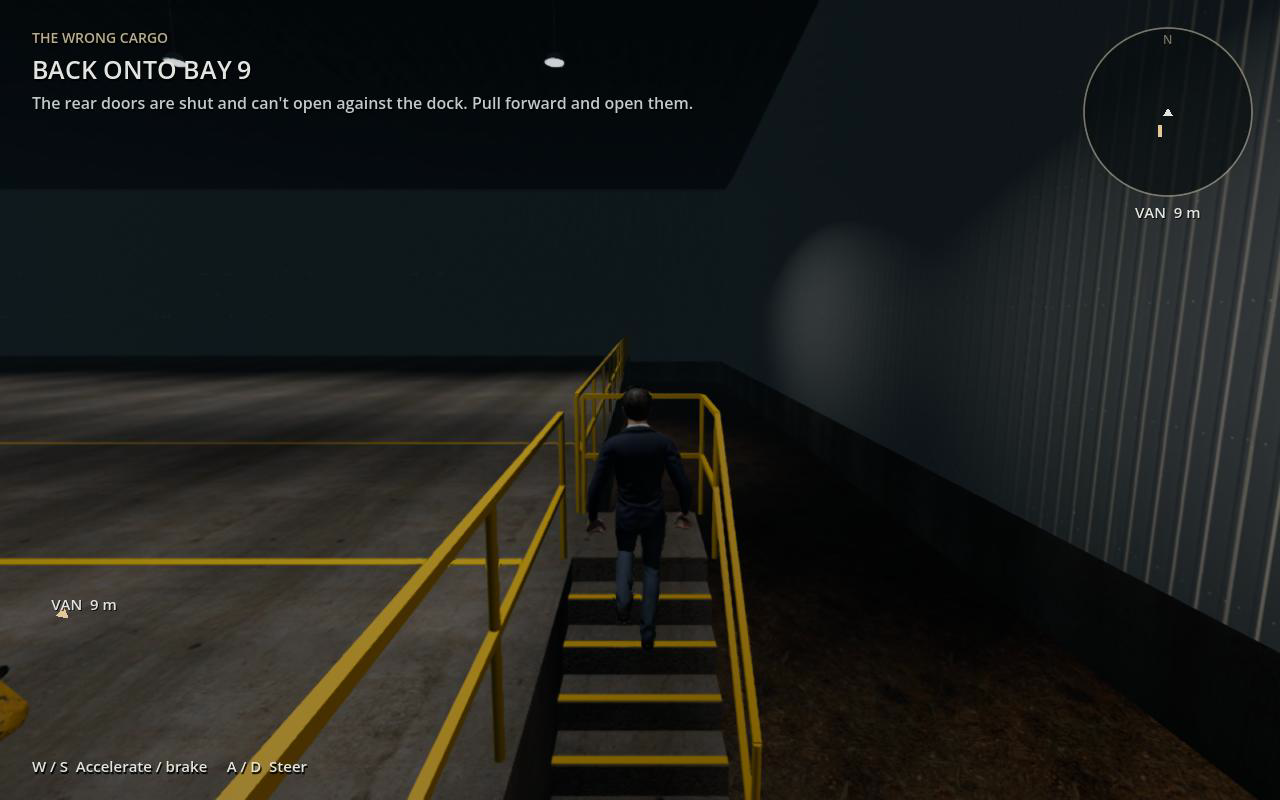 THE WRONG CARGO
BACK ONTO BAY 9
The rear doors are shut and can't open against the dock. Pull forward and open them.
N
VAN 9 m
VAN 9 m
W / S Accelerate / brake A / D Steer